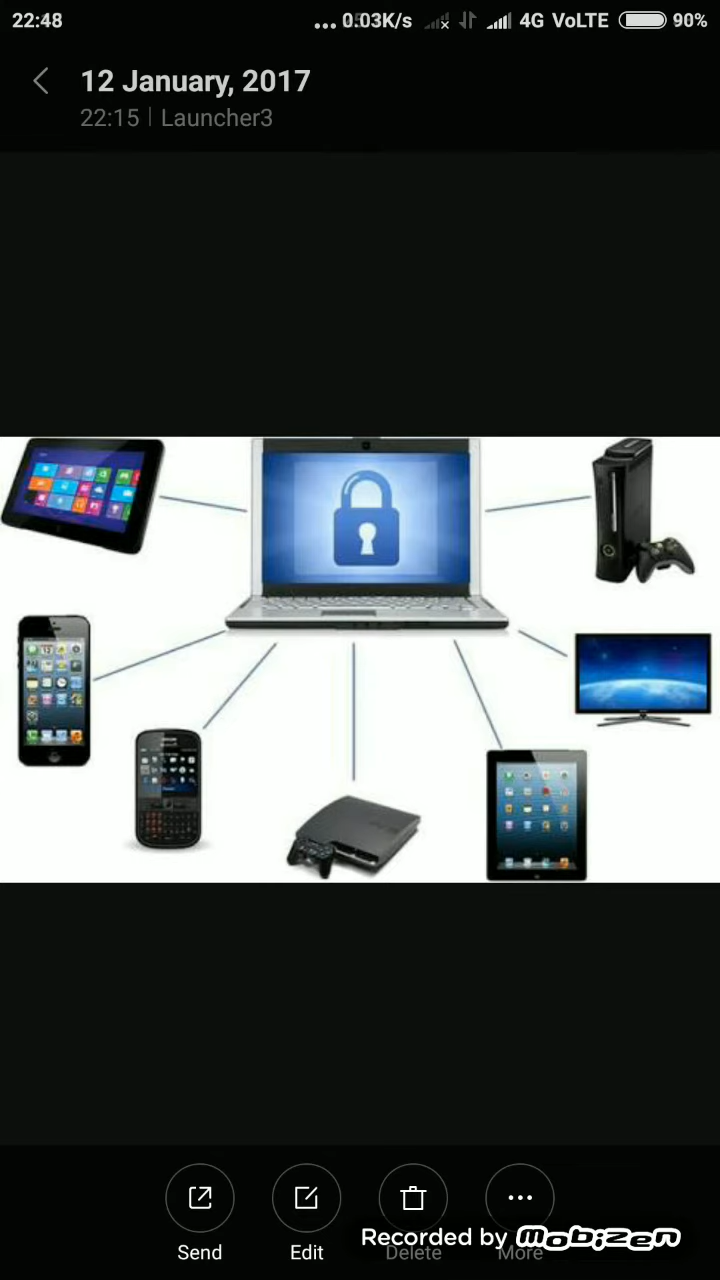 22:48
... 0.03K/s 4G VoLTE 90%
12 January, 2017
22:15 | Launcher3
Send Edit Delete More
Recorded by Mobizen